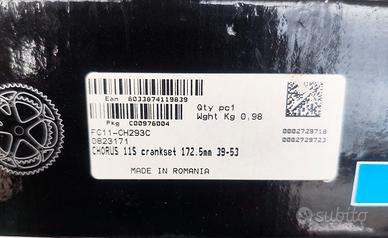 Ean 8033874119839
Qty pc1
Wght Kg 0,98
Pkg C00976004
FC11-CH293C
0823171
0002729718
0002729723
CHORUS 11S crankset 172.5mm 39-53
MADE IN ROMANIA
subito